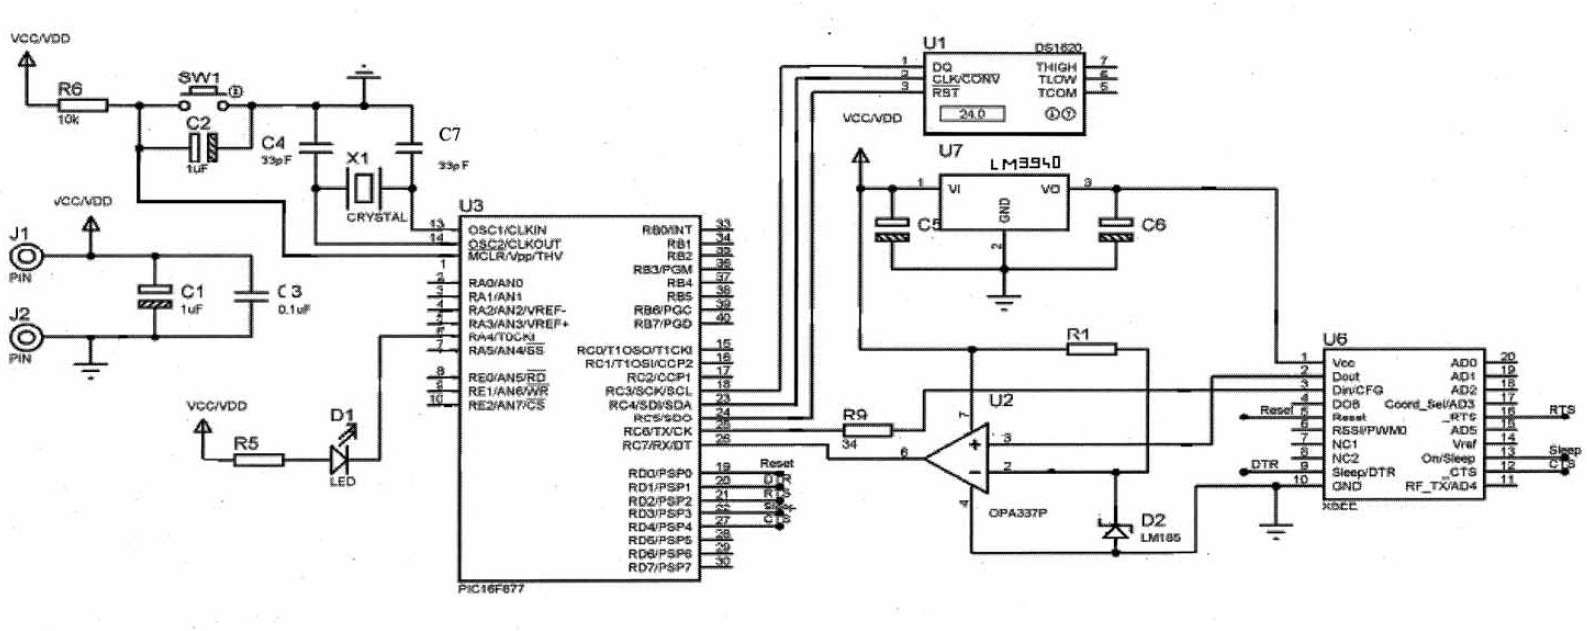 VCC/VDD
R6
10k
SW1
C2
1uF
C4
33pF
C7
33pF
X1
CRYSTAL
VCC/VDD
J1
PIN
J2
PIN
C1
1uF
C3
0.1uF
VCC/VDD
R5
D1
LED
U3
13 OSC1/CLKIN
14 OSC2/CLKOUT
1 MCLR/Vpp/THV
2 RA0/AN0
3 RA1/AN1
4 RA2/AN2/VREF-
5 RA3/AN3/VREF+
6 RA4/T0CKI
7 RA5/AN4/SS
8 RE0/AN5/RD
9 RE1/AN6/WR
10 RE2/AN7/CS
RB0/INT 33
RB1 34
RB2 35
RB3/PGM 36
RB4 37
RB5 38
RB6/PGC 39
RB7/PGD 40
RC0/T1OSO/T1CKI 15
RC1/T1OSI/CCP2 16
RC2/CCP1 17
RC3/SCK/SCL 18
RC4/SDI/SDA 23
RC5/SDO 24
RC6/TX/CK 25
RC7/RX/DT 26
RD0/PSP0 19 Reset
RD1/PSP1 20 DTR
RD2/PSP2 21 RTS
RD3/PSP3 22
RD4/PSP4 27 CTS
RD5/PSP5 28
RD6/PSP6 29
RD7/PSP7 30
PIC16F877
U1
DS1620
1 DQ
2 CLK/CONV
3 RST
THIGH 7
TLOW 6
TCOM 5
24.0
VCC/VDD
U7
LM3940
1 VI
VO 3
GND
2
C5
C6
R1
R9
34
U2
7
3
+
2
-
6
4
OPA337P
D2
LM185
U6
1 Vcc
2 Dout
3 Din/CFG
4 DO8
Reset 5 Reset
6 RSSI/PWM0
7 NC1
8 NC2
DTR 9 Sleep/DTR
10 GND
AD0 20
AD1 19
AD2 18
Coord_Sel/AD3 17
_RTS 16 RTS
AD5 15
Vref 14
On/Sleep 13 Sleep
CTS 12 CTS
RF_TX/AD4 11
XBEE